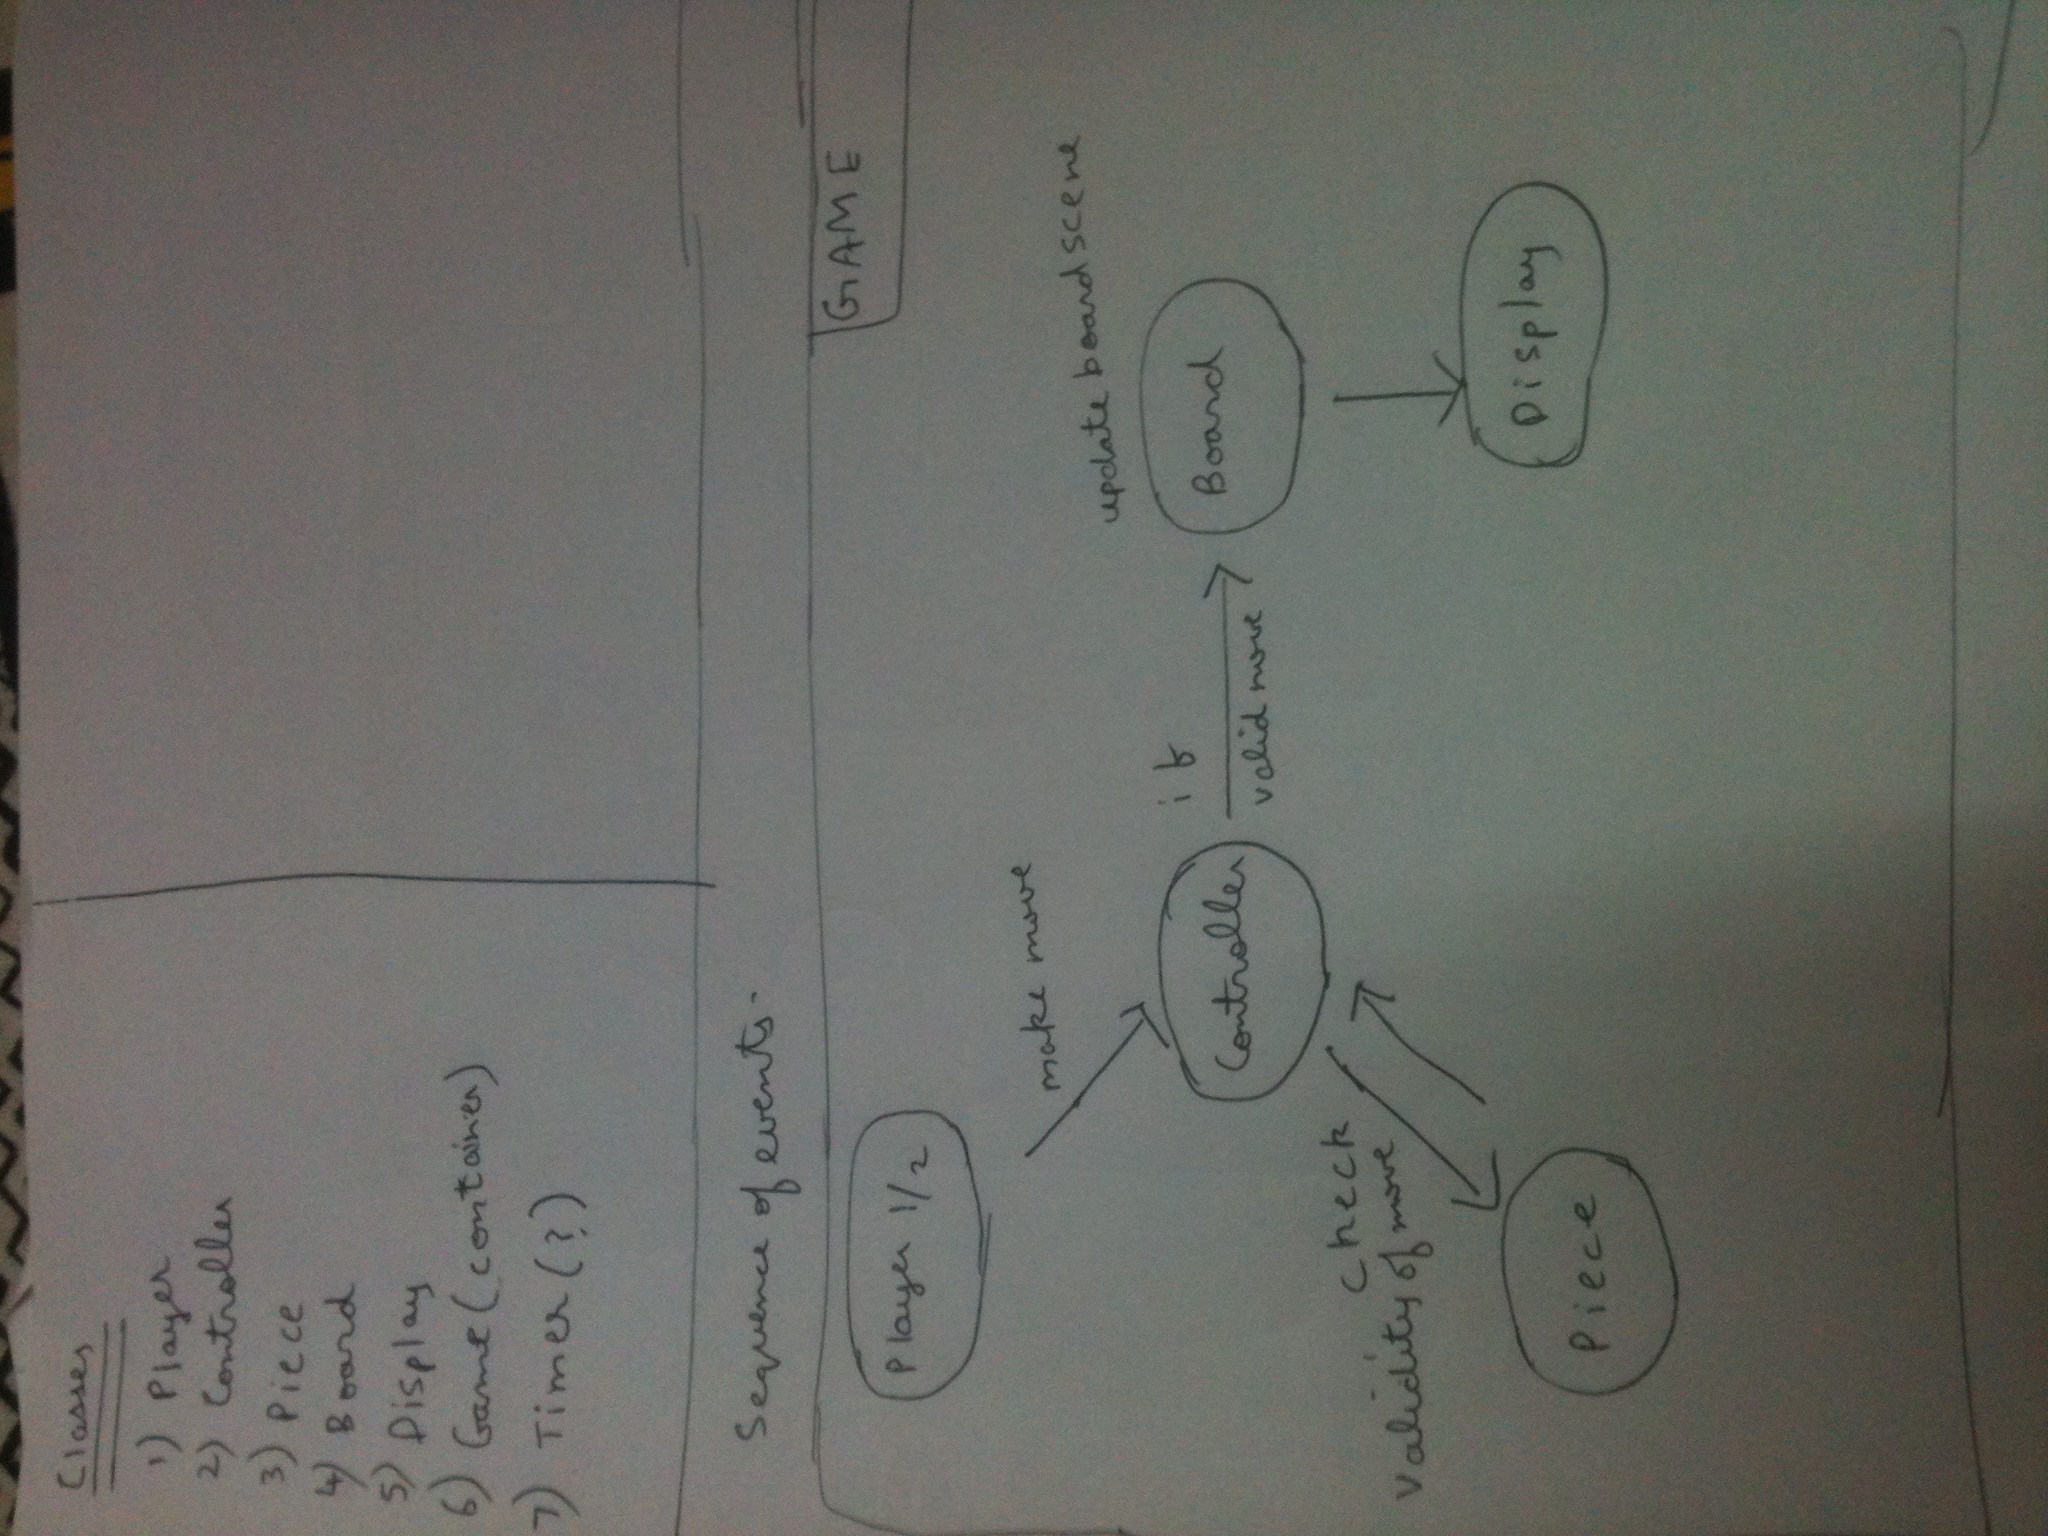 Classes
1) Player
2) Controller
3) Piece
4) Board
5) Display
6) Game (container)
7) Timer (?)
Sequence of events.
GAME
Player 1/2
make move
update board scene
if
Controller
Board
valid move
check
validity of move
Display
Piece